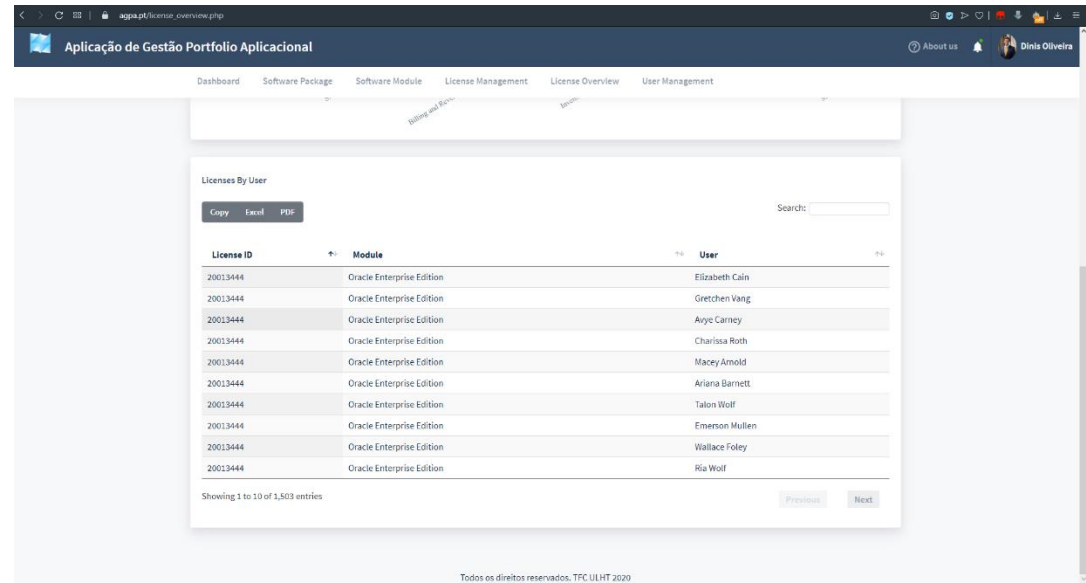 agpa.pt/license_overview.php
Aplicação de Gestão Portfolio Aplicacional
About us
Dinis Oliveira
Dashboard Software Package Software Module License Management License Overview User Management
Billing and
Licenses By User
Copy Excel PDF
Search:
License ID Module User
20013444 Oracle Enterprise Edition Elizabeth Cain
20013444 Oracle Enterprise Edition Gretchen Vang
20013444 Oracle Enterprise Edition Avye Carney
20013444 Oracle Enterprise Edition Charissa Roth
20013444 Oracle Enterprise Edition Macey Arnold
20013444 Oracle Enterprise Edition Ariana Barnett
20013444 Oracle Enterprise Edition Talon Wolf
20013444 Oracle Enterprise Edition Emerson Mullen
20013444 Oracle Enterprise Edition Wallace Foley
20013444 Oracle Enterprise Edition Ria Wolf
Showing 1 to 10 of 1,503 entries
Previous Next
Todos os direitos reservados. TFC ULHT 2020